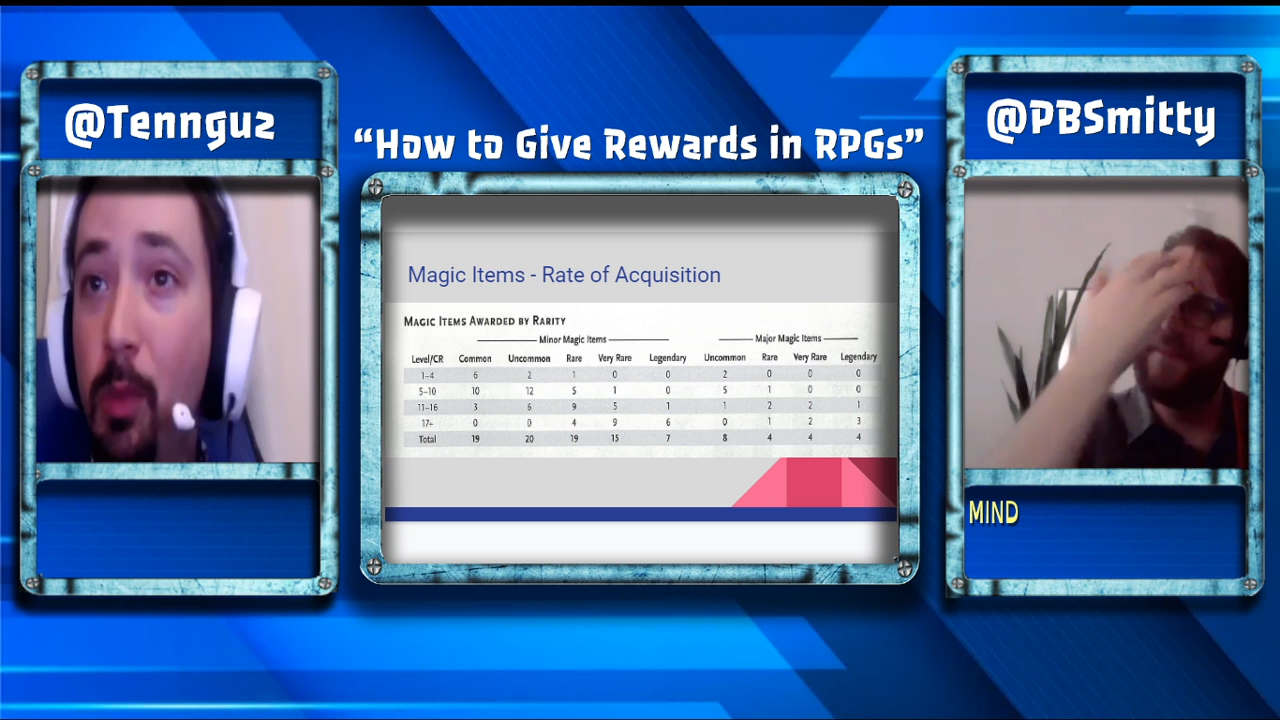 @Tennguz
“How to Give Rewards in RPGs”
@PBSmitty
Magic Items - Rate of Acquisition
MAGIC ITEMS AWARDED BY RARITY
Minor Magic Items Major Magic Items
Level/CR Common Uncommon Rare Very Rare Legendary Uncommon Rare Very Rare Legendary
1–4 6 2 1 0 0 2 0 0 0
5–10 10 12 5 1 0 5 1 0 0
11–16 3 6 9 5 1 1 2 2 1
17+ 0 0 4 9 6 0 1 2 3
Total 19 20 19 15 7 8 4 4 4
MIND